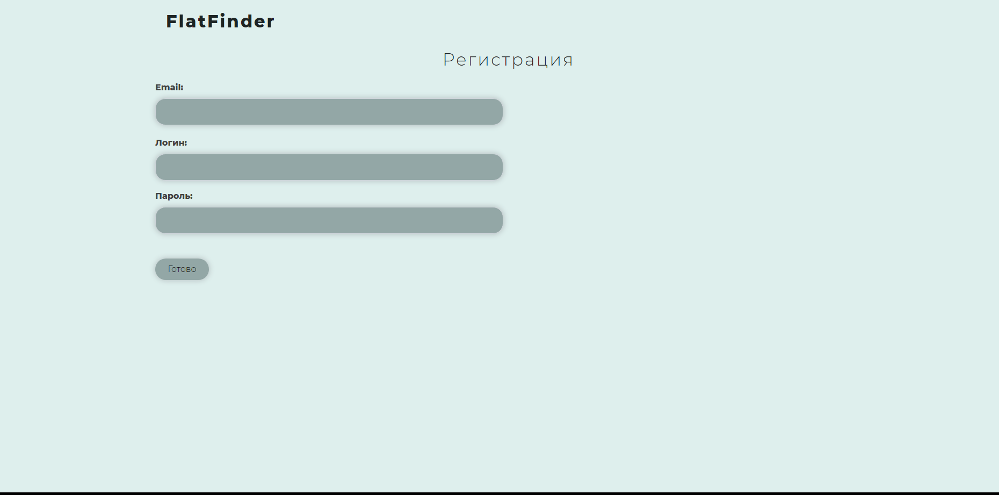 FlatFinder
Регистрация
Email:
Логин:
Пароль:
Готово